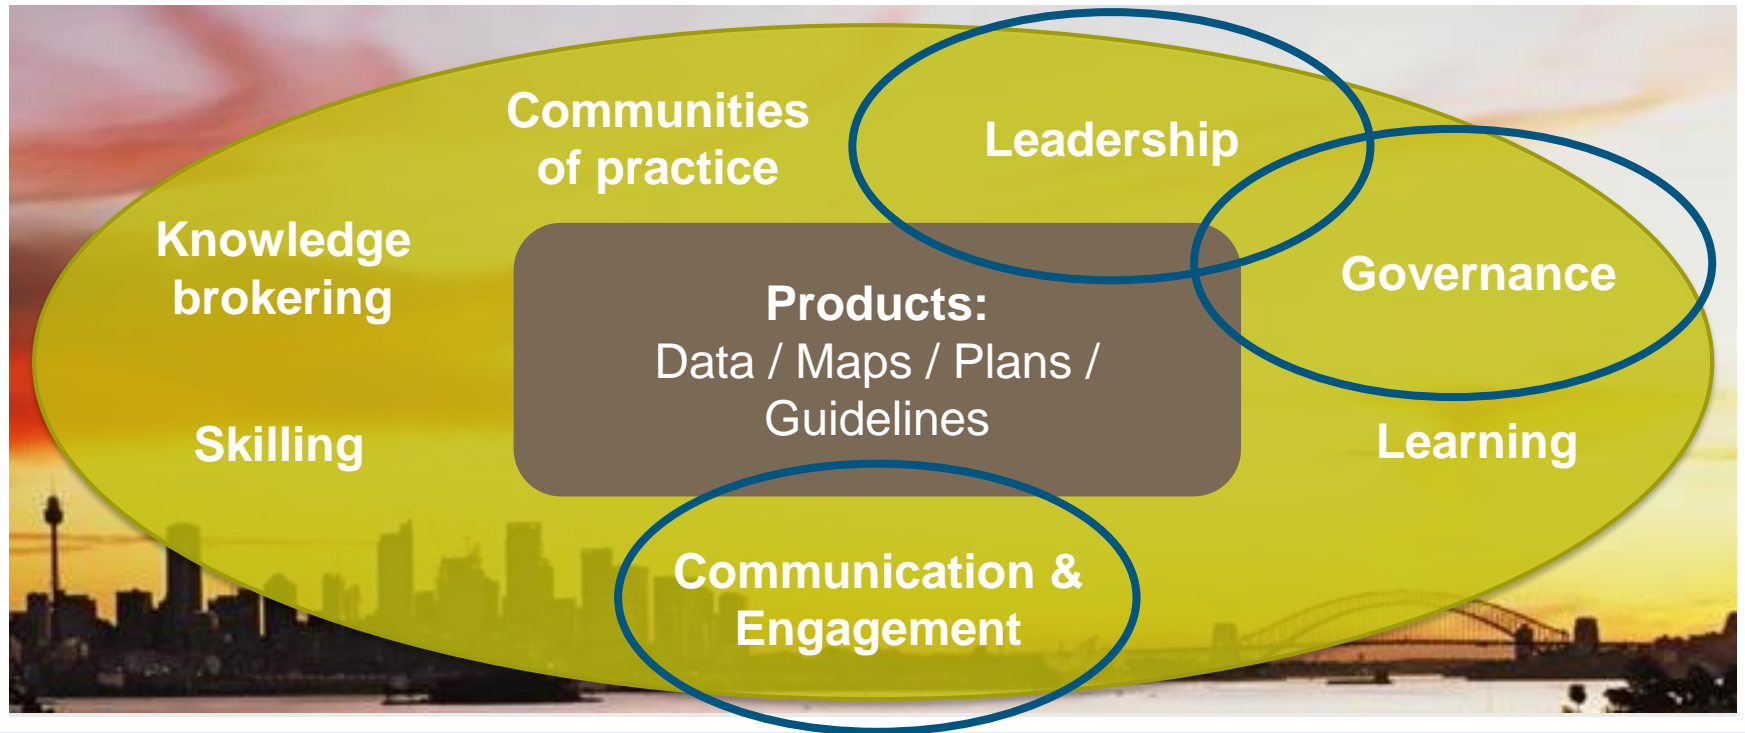 Communities
of practice
Leadership
Knowledge
brokering
Governance
Products:
Data / Maps / Plans /
Guidelines
Skilling
Learning
Communication &
Engagement